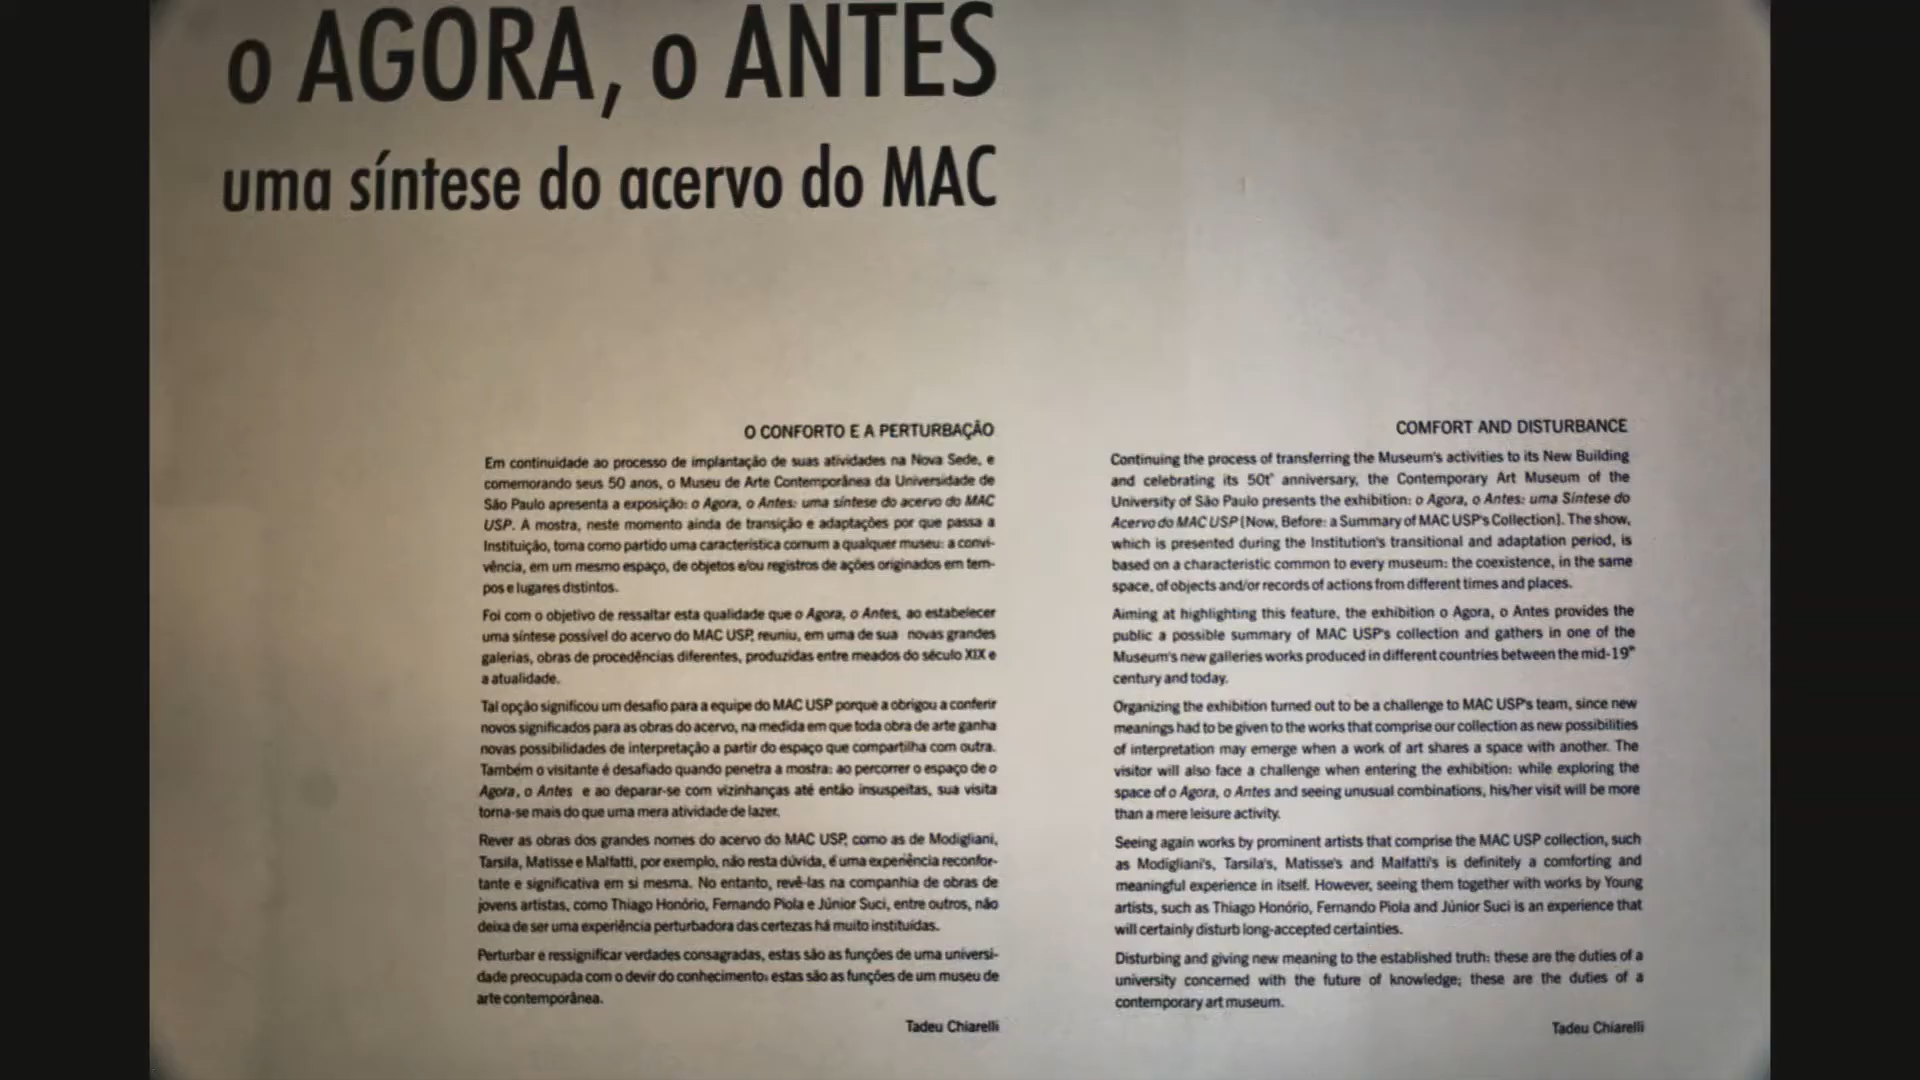 o AGORA, o ANTES
uma síntese do acervo do MAC
O CONFORTO E A PERTURBAÇÃO
Em continuidade ao processo de implantação de suas atividades na Nova Sede, e
comemorando seus 50 anos, o Museu de Arte Contemporânea da Universidade de
São Paulo apresenta a exposição: o Agora, o Antes: uma síntese do acervo do MAC
USP. A mostra, neste momento ainda de transição e adaptações por que passa a
Instituição, toma como partido uma característica comum a qualquer museu: a convi-
vência, em um mesmo espaço, de objetos e/ou registros de ações originados em tem-
pos e lugares distintos.
Foi com o objetivo de ressaltar esta qualidade que o Agora, o Antes, ao estabelecer
uma síntese possível do acervo do MAC USP, reuniu, em uma de sua novas grandes
galerias, obras de procedências diferentes, produzidas entre meados do século XIX e
a atualidade.
Tal opção significou um desafio para a equipe do MAC USP porque a obrigou a conferir
novos significados para as obras do acervo, na medida em que toda obra de arte ganha
novas possibilidades de interpretação a partir do espaço que compartilha com outra.
Também o visitante é desafiado quando penetra a mostra: ao percorrer o espaço de o
Agora, o Antes e ao deparar-se com vizinhanças até então insuspeitas, sua visita
torna-se mais do que uma mera atividade de lazer.
Rever as obras dos grandes nomes do acervo do MAC USP, como as de Modigliani,
Tarsila, Matisse e Malfatti, por exemplo, não resta dúvida, é uma experiência reconfor-
tante e significativa em si mesma. No entanto, revê-las na companhia de obras de
jovens artistas, como Thiago Honório, Fernando Piola e Júnior Suci, entre outros, não
deixa de ser uma experiência perturbadora das certezas há muito instituídas.
Perturbar e ressignificar verdades consagradas, estas são as funções de uma universi-
dade preocupada com o devir do conhecimento; estas são as funções de um museu de
arte contemporânea.
Tadeu Chiarelli
COMFORT AND DISTURBANCE
Continuing the process of transferring the Museum's activities to its New Building
and celebrating its 50t° anniversary, the Contemporary Art Museum of the
University of São Paulo presents the exhibition: o Agora, o Antes: uma Síntese do
Acervo do MAC USP [Now, Before: a Summary of MAC USP's Collection]. The show,
which is presented during the Institution's transitional and adaptation period, is
based on a characteristic common to every museum: the coexistence, in the same
space, of objects and/or records of actions from different times and places.
Aiming at highlighting this feature, the exhibition o Agora, o Antes provides the
public a possible summary of MAC USP's collection and gathers in one of the
Museum's new galleries works produced in different countries between the mid-19th
century and today.
Organizing the exhibition turned out to be a challenge to MAC USP's team, since new
meanings had to be given to the works that comprise our collection as new possibilities
of interpretation may emerge when a work of art shares a space with another. The
visitor will also face a challenge when entering the exhibition: while exploring the
space of o Agora, o Antes and seeing unusual combinations, his/her visit will be more
than a mere leisure activity.
Seeing again works by prominent artists that comprise the MAC USP collection, such
as Modigliani's, Tarsila's, Matisse's and Malfatti's is definitely a comforting and
meaningful experience in itself. However, seeing them together with works by Young
artists, such as Thiago Honório, Fernando Piola and Júnior Suci is an experience that
will certainly disturb long-accepted certainties.
Disturbing and giving new meaning to the established truth: these are the duties of a
university concerned with the future of knowledge; these are the duties of a
contemporary art museum.
Tadeu Chiarelli